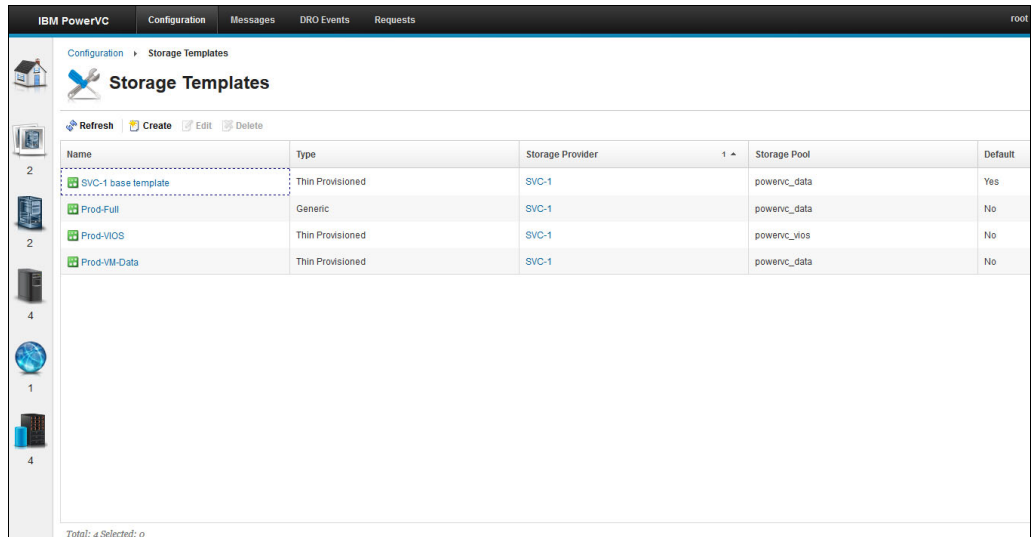 IBM PowerVC Configuration Messages DRO Events Requests root
Configuration Storage Templates
Storage Templates
Refresh Create Edit Delete
Name Type Storage Provider 1 Storage Pool Default
SVC-1 base template Thin Provisioned SVC-1 powervc_data Yes
Prod-Full Generic SVC-1 powervc_data No
Prod-VIOS Thin Provisioned SVC-1 powervc_vios No
Prod-VM-Data Thin Provisioned SVC-1 powervc_data No
2
2
4
1
4
Total: 4 Selected: 0